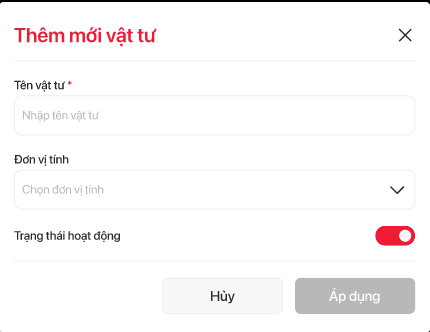 Thêm mới vật tư
Tên vật tư *
Nhập tên vật tư
Đơn vị tính
Chọn đơn vị tính
Trạng thái hoạt động
Hủy
Áp dụng